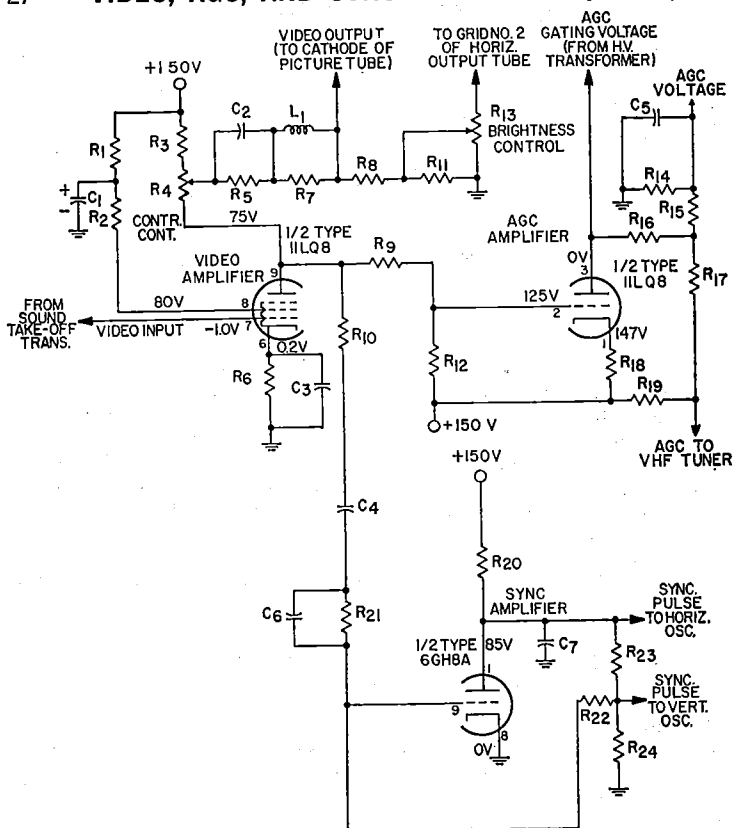 27 VIDEO, AGC, AND
VIDEO OUTPUT
(TO CATHODE OF
PICTURE TUBE)
TO GRID NO. 2
OF HORIZ.
OUTPUT TUBE
AGC
GATING VOLTAGE
(FROM H.V.
TRANSFORMER)
AGC
VOLTAGE
+150V
C2
L1
R13
BRIGHTNESS
CONTROL
C5
R1
R3
R14
R4
R5
R7
R8
R11
R15
+
-
C1
R2
CONTR.
CONT.
75V
R16
1/2 TYPE
11LQ8
AGC
AMPLIFIER
VIDEO
AMPLIFIER
R9
0V
3
1/2 TYPE
11LQ8
R17
9
80V
8
125V
2
FROM
SOUND
TAKE-OFF
TRANS.
VIDEO INPUT
-1.0V
7
6
0.2V
R10
147V
1
R12
R18
R6
C3
R19
+150 V
AGC TO
VHF TUNER
+150V
C4
R20
SYNC
AMPLIFIER
SYNC.
PULSE
TO HORIZ.
OSC.
C6
R21
1/2 TYPE
6GH8A
85V
1
C7
R23
9
SYNC.
PULSE
TO VERT.
OSC.
R22
8
0V
R24